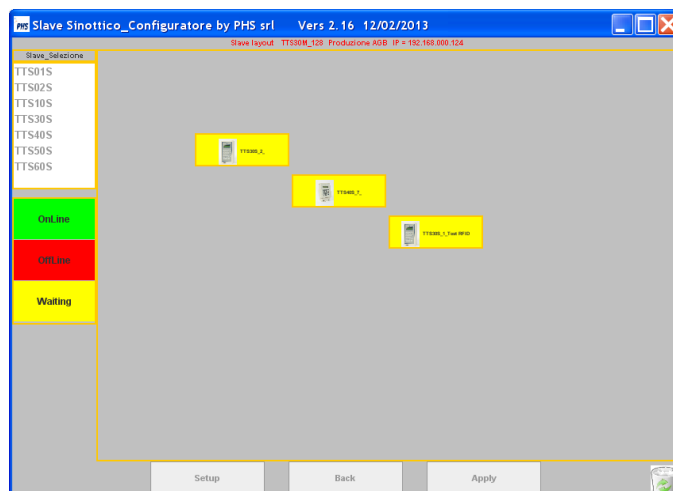 PHS Slave Sinottico_Configuratore by PHS srl Vers 2.16 12/02/2013
Slave layout TTS30M_128 Produzione AGB IP = 192.168.000.124
Slave_Selezione
TTS01S
TTS02S
TTS10S
TTS30S
TTS40S
TTS50S
TTS60S
TTS30S_2_
TTS40S_7_
TTS30S_1_Test RFID
OnLine
OffLine
Waiting
Setup Back Apply